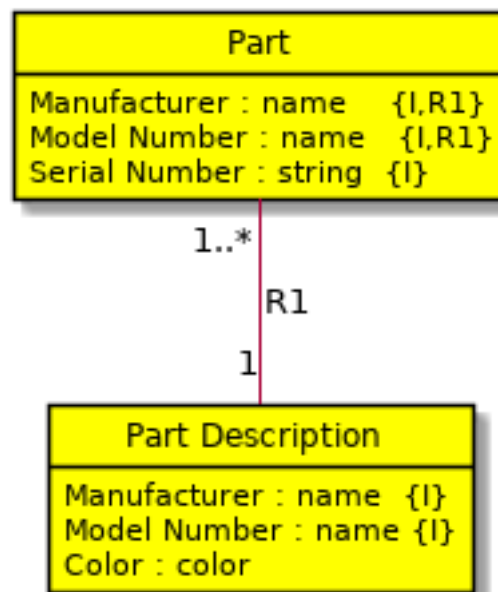 Part
Manufacturer : name {I,R1}
Model Number : name {I,R1}
Serial Number : string {I}
1..*
R1
1
Part Description
Manufacturer : name {I}
Model Number : name {I}
Color : color